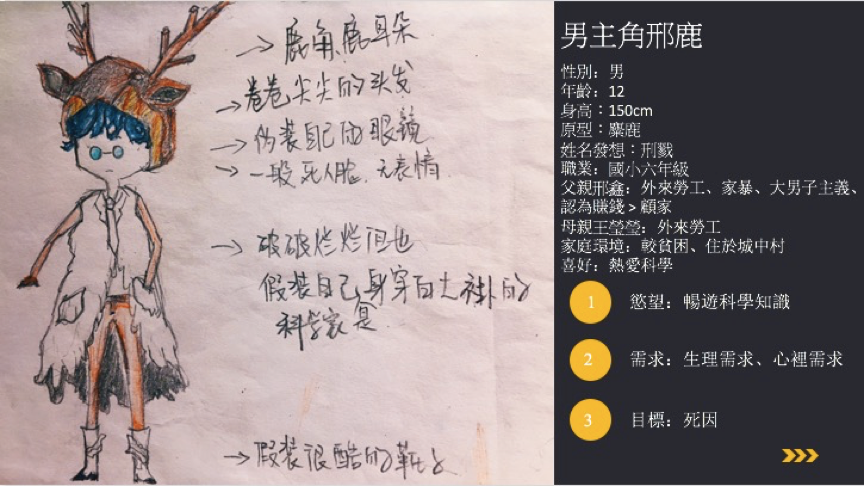 → 鹿角、鹿耳朵
→ 卷卷尖尖的头发
→ 伪装自己的眼镜
→ 一般死人脸，无表情
→ 破破烂烂但也
假装自己身穿白大褂的
科学家是
→ 假装很酷的靴子
男主角邢鹿
性別：男
年齡：12
身高：150cm
原型：麋鹿
姓名發想：刑戮
職業：國小六年級
父親邢鑫：外來勞工、家暴、大男子主義、
認為賺錢 > 顧家
母親王瑩瑩：外來勞工
家庭環境：較貧困、住於城中村
喜好：熱愛科學
1 慾望：暢遊科學知識
2 需求：生理需求、心裡需求
3 目標：死因